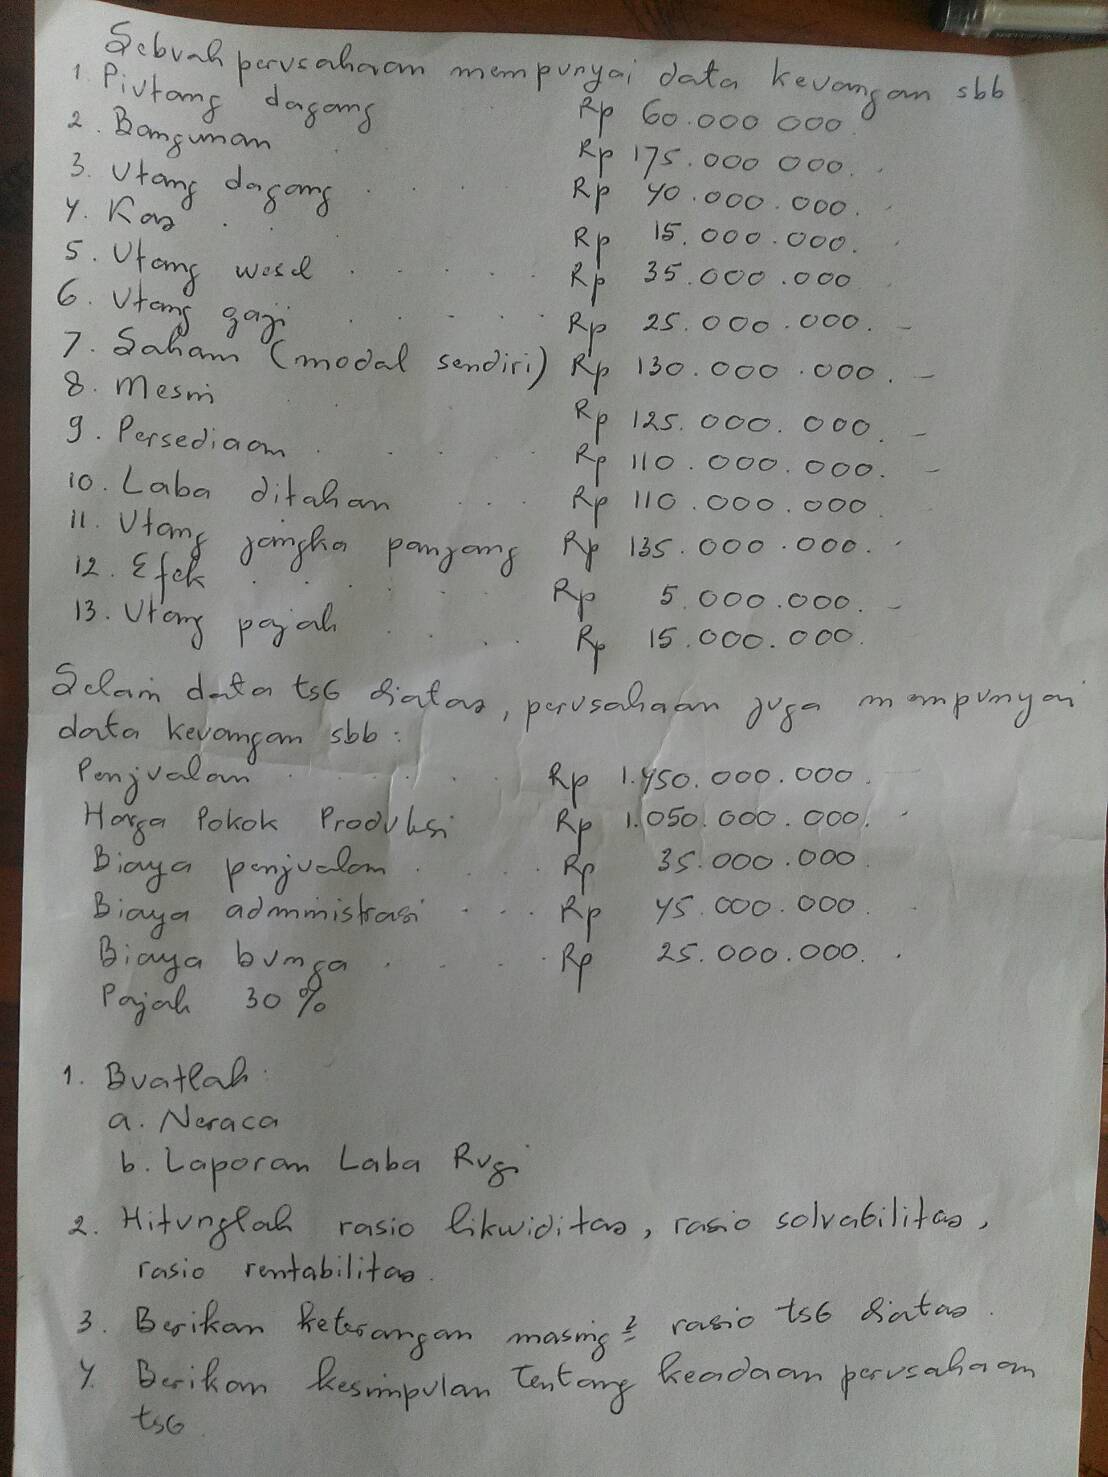 Sebuah perusahaan mempunyai data keuangan sbb
1. Piutang dagang Rp 60.000 000
2. Bangunan Rp 175.000 000.
3. Utang dagang . . . . Rp 40.000.000.
4. Kas . . . Rp 15.000.000.
5. Utang wesel . . . . . Rp 35.000.000
6. Utang gaji . . . . . Rp 25.000.000. -
7. Saham (modal sendiri) Rp 130.000.000. -
8. Mesin . . . Rp 125.000.000. -
9. Persediaan . . . . . Rp 110.000.000. -
10. Laba ditahan . . . Rp 110.000.000
11. Utang jangka panjang Rp 135.000.000.
12. Efek . . . . . . Rp 5.000.000. -
13. Utang pajak . . . . . Rp 15.000.000.
Selain data tsb diatas, perusahaan juga mempunyai
data keuangan sbb :
Penjualan . . . . . Rp 1.450.000.000.
Harga Pokok Produksi Rp 1.050.000.000.
Biaya penjualan . . . . Rp 35.000.000
Biaya administrasi . . . Rp 45.000.000
Biaya bunga . . . . . Rp 25.000.000.
Pajak 30 %
1. Buatlah :
a. Neraca
b. Laporan Laba Rugi
2. Hitunglah rasio likwiditas, rasio solvabilitas,
rasio rentabilitas.
3. Berikan keterangan masing² rasio tsb diatas.
4. Berikan kesimpulan tentang keadaan perusahaan
tsb.